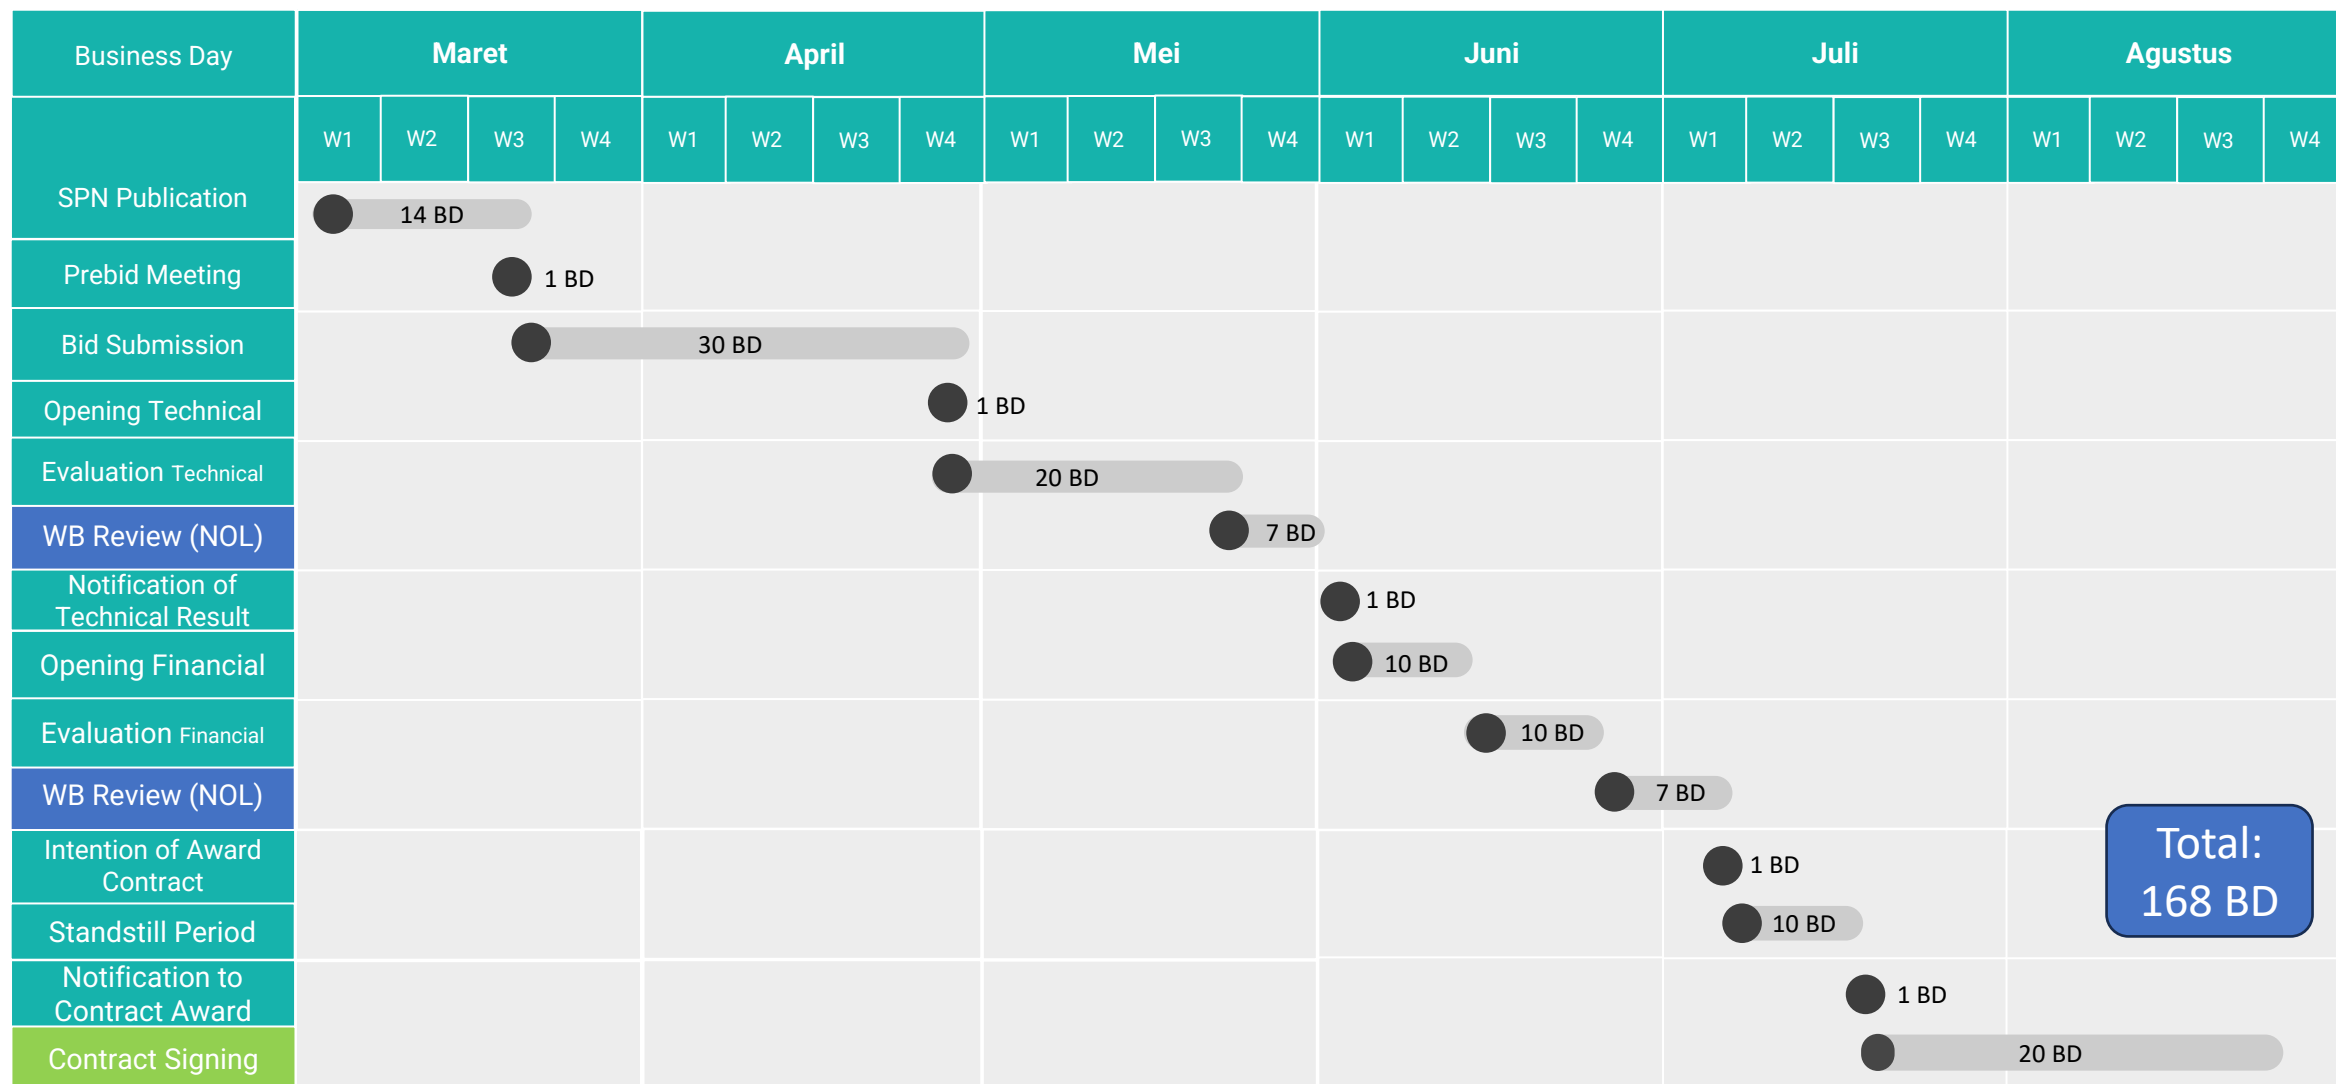 Business Day
Maret
April
Mei
Juni
Juli
Agustus
W1 W2 W3 W4 W1 W2 W3 W4 W1 W2 W3 W4 W1 W2 W3 W4 W1 W2 W3 W4 W1 W2 W3 W4
SPN Publication
14 BD
Prebid Meeting
1 BD
Bid Submission
30 BD
Opening Technical
1 BD
Evaluation Technical
20 BD
WB Review (NOL)
7 BD
Notification of
Technical Result
1 BD
Opening Financial
10 BD
Evaluation Financial
10 BD
WB Review (NOL)
7 BD
Intention of Award
Contract
1 BD
Standstill Period
10 BD
Total:
168 BD
Notification to
Contract Award
1 BD
Contract Signing
20 BD